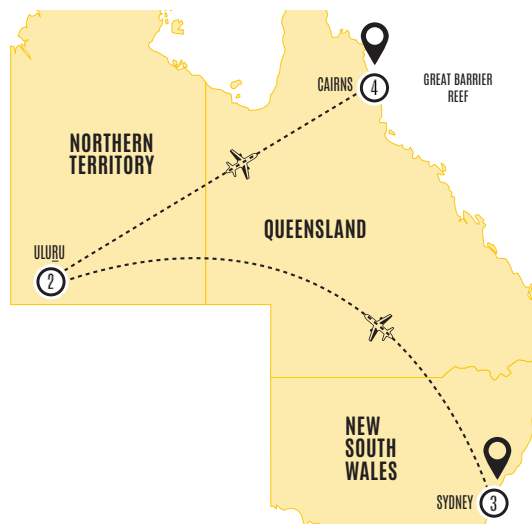 CAIRNS
4
GREAT BARRIER
REEF
NORTHERN
TERRITORY
QUEENSLAND
ULURU
2
NEW
SOUTH
WALES
SYDNEY
3